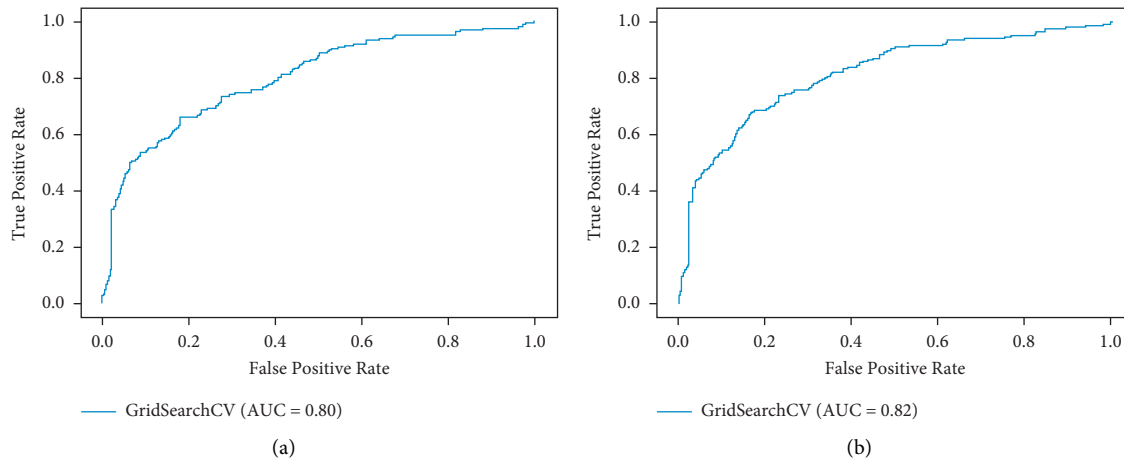 1.0
0.8
0.6
0.4
0.2
0.0
True Positive Rate
0.0 0.2 0.4 0.6 0.8 1.0
False Positive Rate
GridSearchCV (AUC = 0.80)
(a)
1.0
0.8
0.6
0.4
0.2
0.0
True Positive Rate
0.0 0.2 0.4 0.6 0.8 1.0
False Positive Rate
GridSearchCV (AUC = 0.82)
(b)